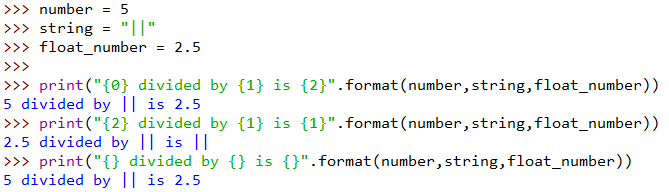 >>> number = 5
>>> string = "||"
>>> float_number = 2.5
>>>
>>> print("{0} divided by {1} is {2}".format(number,string,float_number))
5 divided by || is 2.5
>>> print("{2} divided by {1} is {1}".format(number,string,float_number))
2.5 divided by || is ||
>>> print("{} divided by {} is {}".format(number,string,float_number))
5 divided by || is 2.5